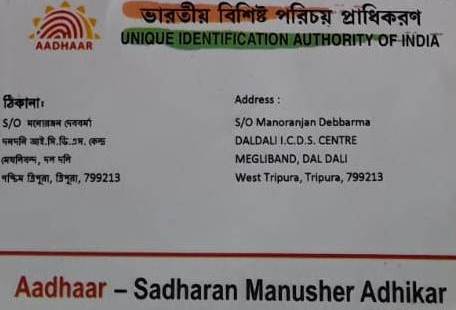 ভারতীয় বিশিষ্ট পরিচয় প্রাধিকরণ
UNIQUE IDENTIFICATION AUTHORITY OF INDIA
AADHAAR
ঠিকানা:
S/O মনোরঞ্জন দেববর্মা
দলদলি আই.সি.ডি.এস. কেন্দ্র
মেঘলিবন্দ, দল দলি
পশ্চিম ত্রিপুরা, ত্রিপুরা, 799213
Address :
S/O Manoranjan Debbarma
DALDALI I.C.D.S. CENTRE
MEGLIBAND, DAL DALI
West Tripura, Tripura, 799213
Aadhaar – Sadharan Manusher Adhikar